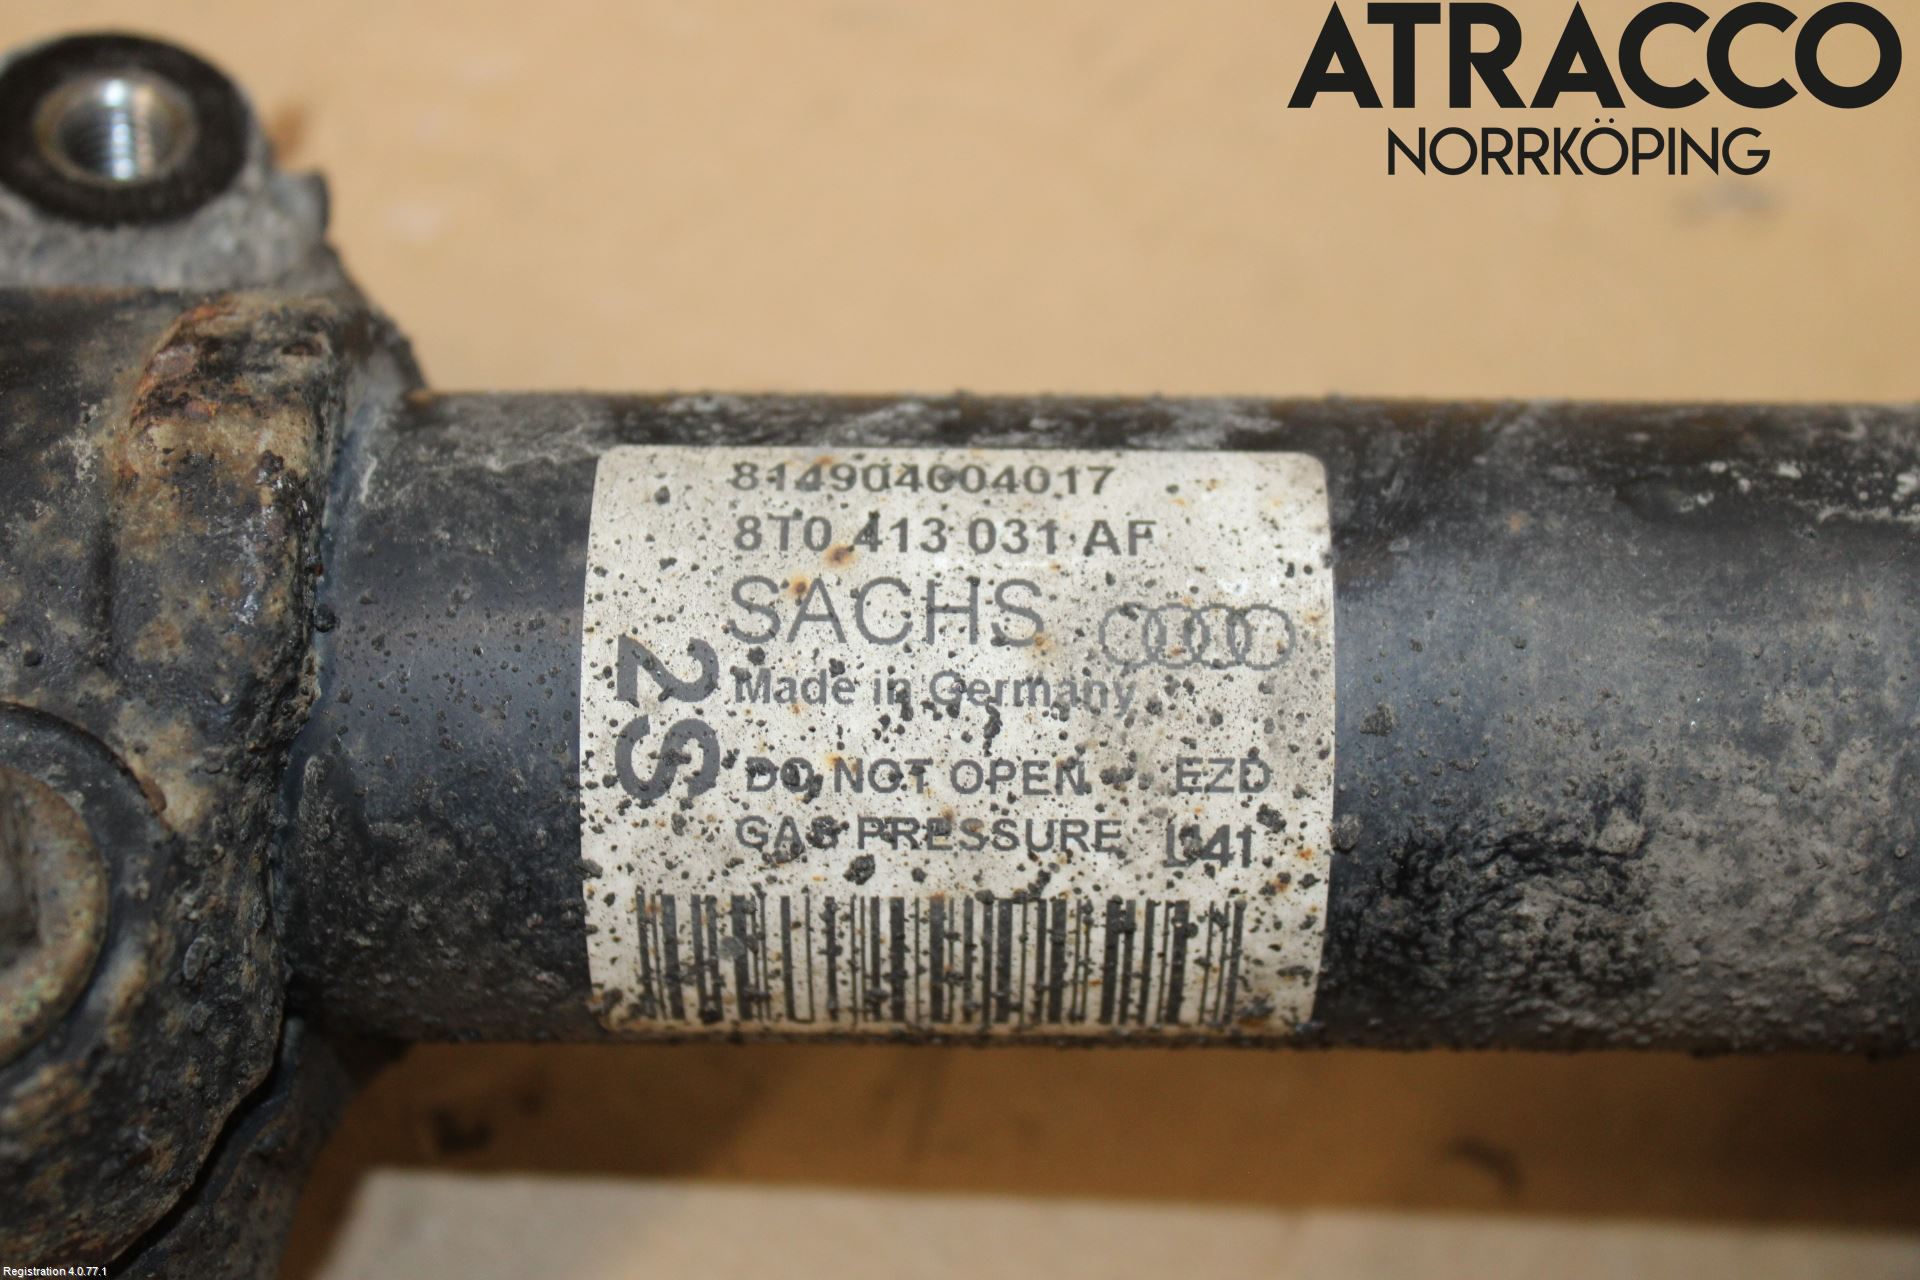 ATRACCO
NORRKÖPING
814904004017
8T0 413 031 AF
SACHS
Made in Germany
2S
DO NOT OPEN EZD
GAS PRESSURE
Registration 4.0.77.1